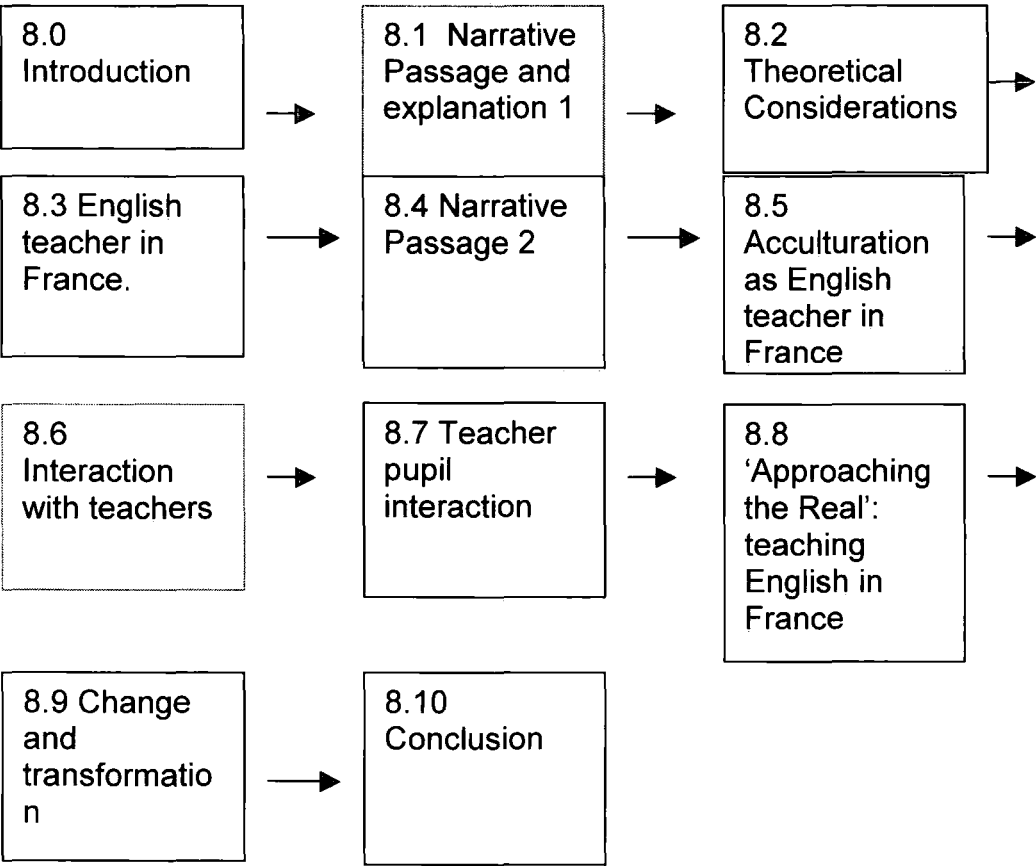 8.0
Introduction
8.1 Narrative
Passage and
explanation 1
8.2
Theoretical
Considerations
8.3 English
teacher in
France.
8.4 Narrative
Passage 2
8.5
Acculturation
as English
teacher in
France
8.6
Interaction
with teachers
8.7 Teacher
pupil
interaction
8.8
‘Approaching
the Real’:
teaching
English in
France
8.9 Change
and
transformatio
n
8.10
Conclusion